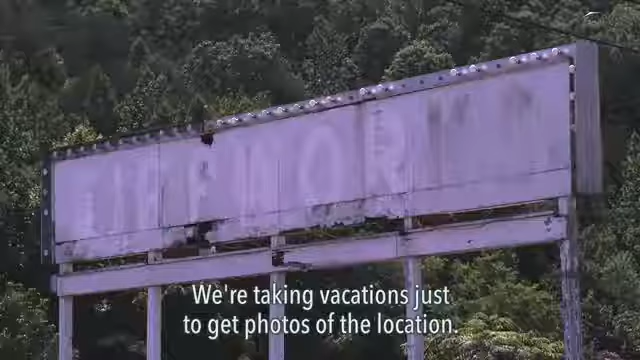 We're taking vacations just
to get photos of the location.